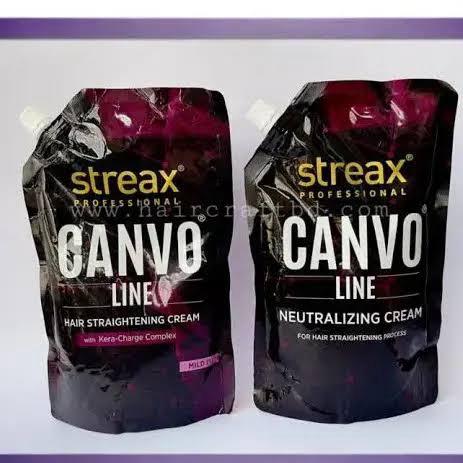 streax®
PROFESSIONAL
CANVO®
LINE
HAIR STRAIGHTENING CREAM
with Kera-Charge Complex
MILD
streax®
PROFESSIONAL
CANVO®
LINE
NEUTRALIZING CREAM
FOR HAIR STRAIGHTENING PROCESS
www.haircraftbd.com